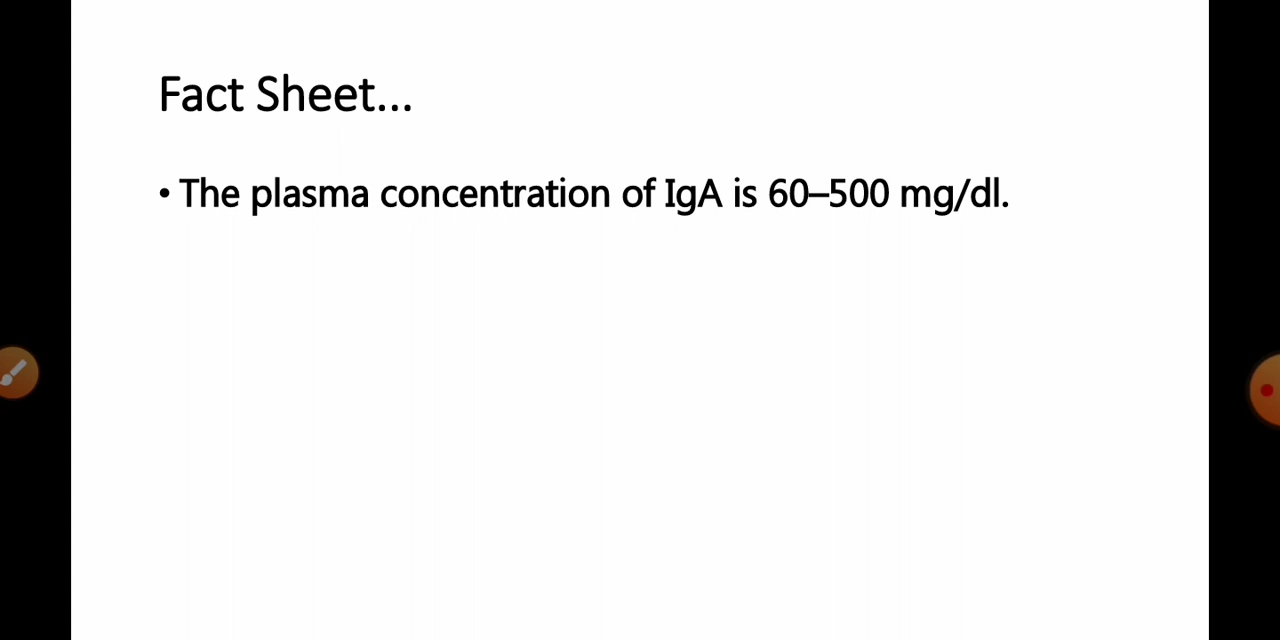 Fact Sheet...
• The plasma concentration of IgA is 60–500 mg/dl.